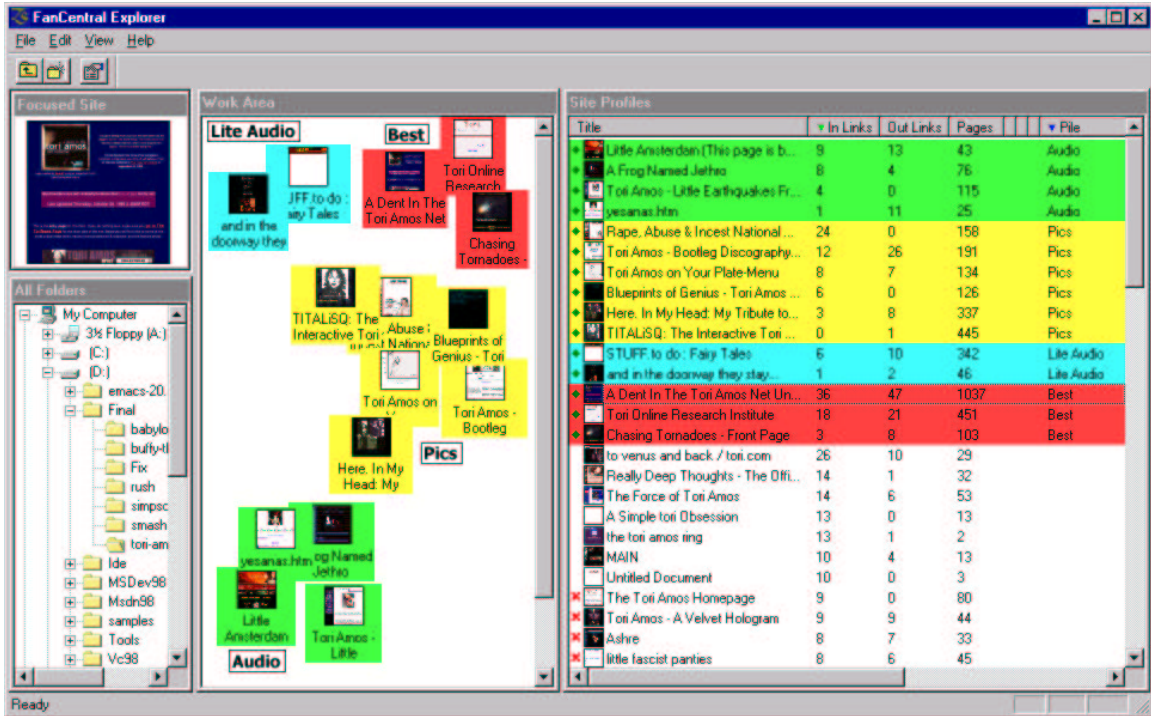 FanCentral Explorer
File Edit View Help
Focused Site
tori amos
All Folders
My Computer
3½ Floppy (A:)
(C:)
(D:)
emacs-20.
Final
babylo
buffy-tl
Fix
rush
simpsc
smash
tori-am
Ide
MSDev98
Msdn98
samples
Tools
Vc98
Work Area
Lite Audio
Best
and in the
doorway they
UFF.to do :
airy Tales
A Dent In The
Tori Amos Net
Tori Online
Research
Chasing
Tornadoes -
TITALiSQ: The
Interactive Tori
Abuse
t Nation
Blueprints of
Genius - Tori
Tori Amos on
Tori Amos -
Bootleg
Here. In My
Head: My
Pics
yesanas.htm
og Named
Jethro
Little
Amsterdam
Tori Amos -
Little
Audio
Site Profiles
Title In Links Out Links Pages Pile
Little Amsterdam (This page is b... 9 13 43 Audio
A Frog Named Jethro 8 4 76 Audio
Tori Amos - Little Earthquakes Fr... 4 0 115 Audio
yesanas.htm 1 11 25 Audio
Rape, Abuse & Incest National ... 24 0 158 Pics
Tori Amos - Bootleg Discography... 12 26 191 Pics
Tori Amos on Your Plate-Menu 8 7 134 Pics
Blueprints of Genius - Tori Amos ... 6 0 126 Pics
Here. In My Head: My Tribute to... 3 8 337 Pics
TITALiSQ: The Interactive Tori ... 0 1 445 Pics
STUFF.to do : Fairy Tales 6 10 342 Lite Audio
and in the doorway they stay... 1 2 46 Lite Audio
A Dent In The Tori Amos Net Un... 36 47 1037 Best
Tori Online Research Institute 18 21 451 Best
Chasing Tornadoes - Front Page 3 8 103 Best
to venus and back / tori.com 26 10 29
Really Deep Thoughts - The Offi... 14 1 32
The Force of Tori Amos 14 6 53
A Simple tori Obsession 13 0 13
the tori amos ring 13 1 2
MAIN 10 4 13
Untitled Document 10 0 3
The Tori Amos Homepage 9 0 80
Tori Amos - A Velvet Hologram 9 9 44
Ashre 8 7 33
little fascist panties 8 6 45
Ready